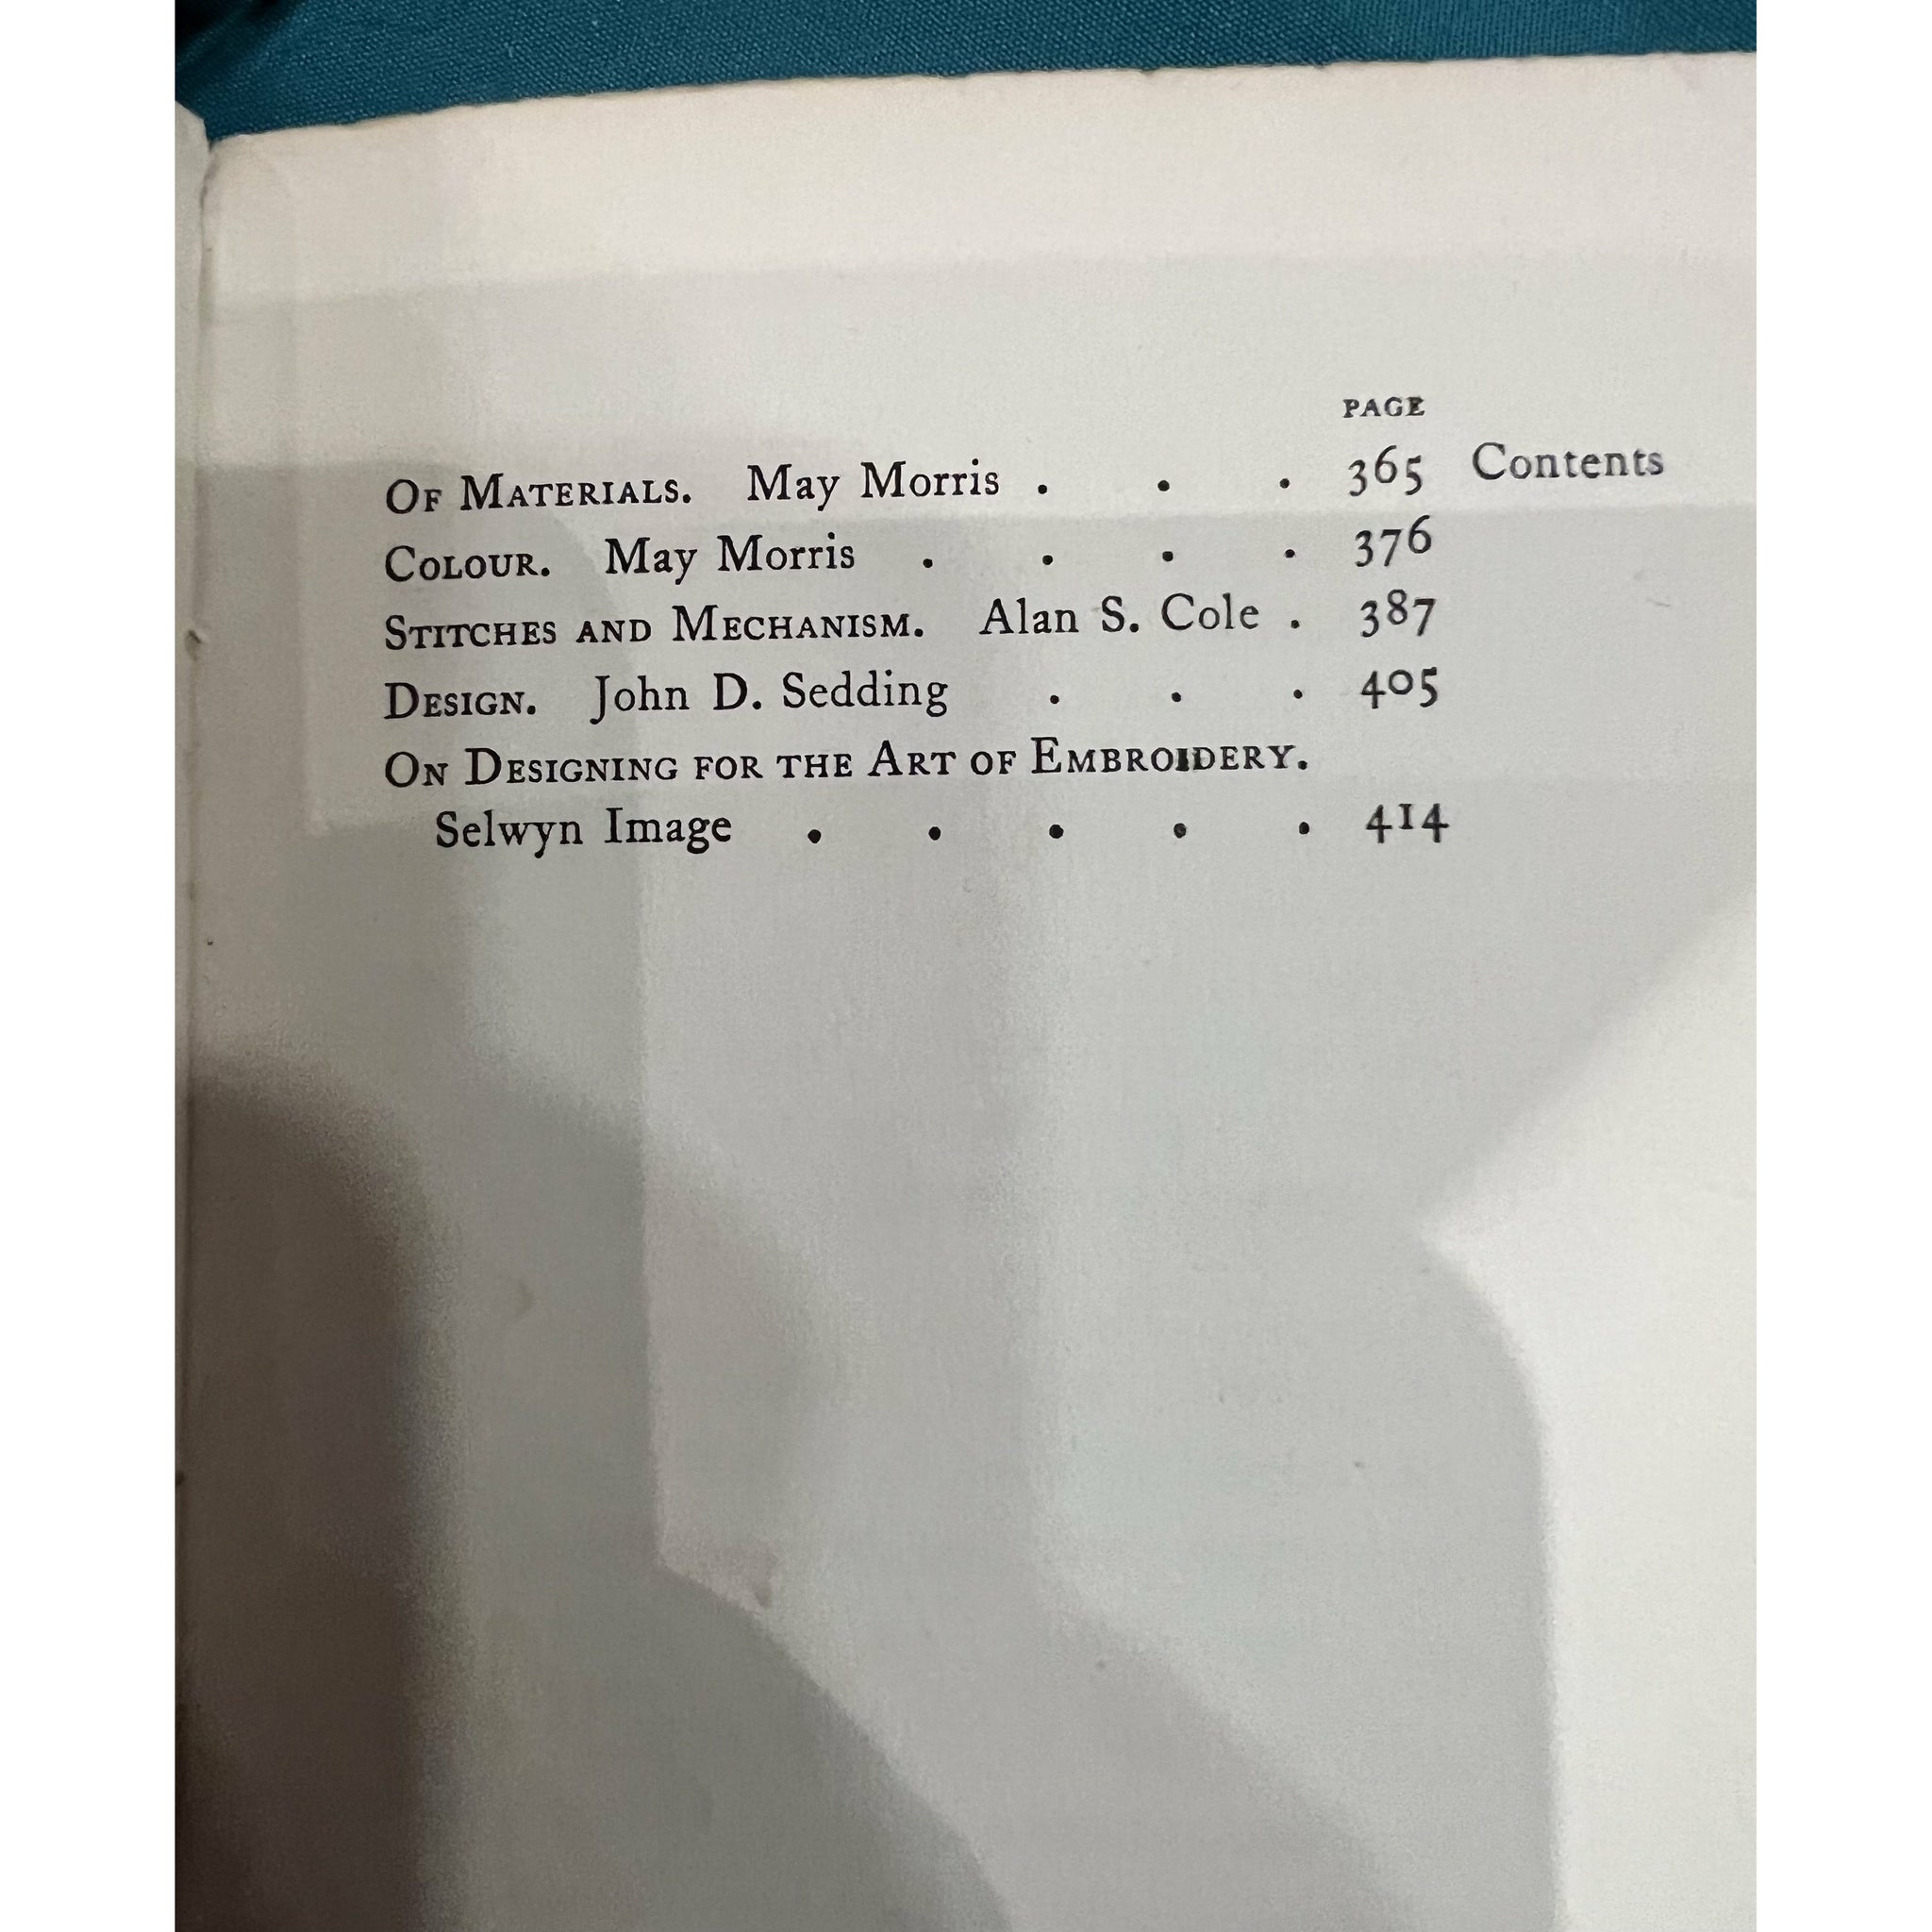 PAGE
OF MATERIALS. May Morris . . . 365 Contents
COLOUR. May Morris . . . . 376
STITCHES AND MECHANISM. Alan S. Cole . 387
DESIGN. John D. Sedding . . . 405
ON DESIGNING FOR THE ART OF EMBROIDERY.
Selwyn Image . . . . . 414